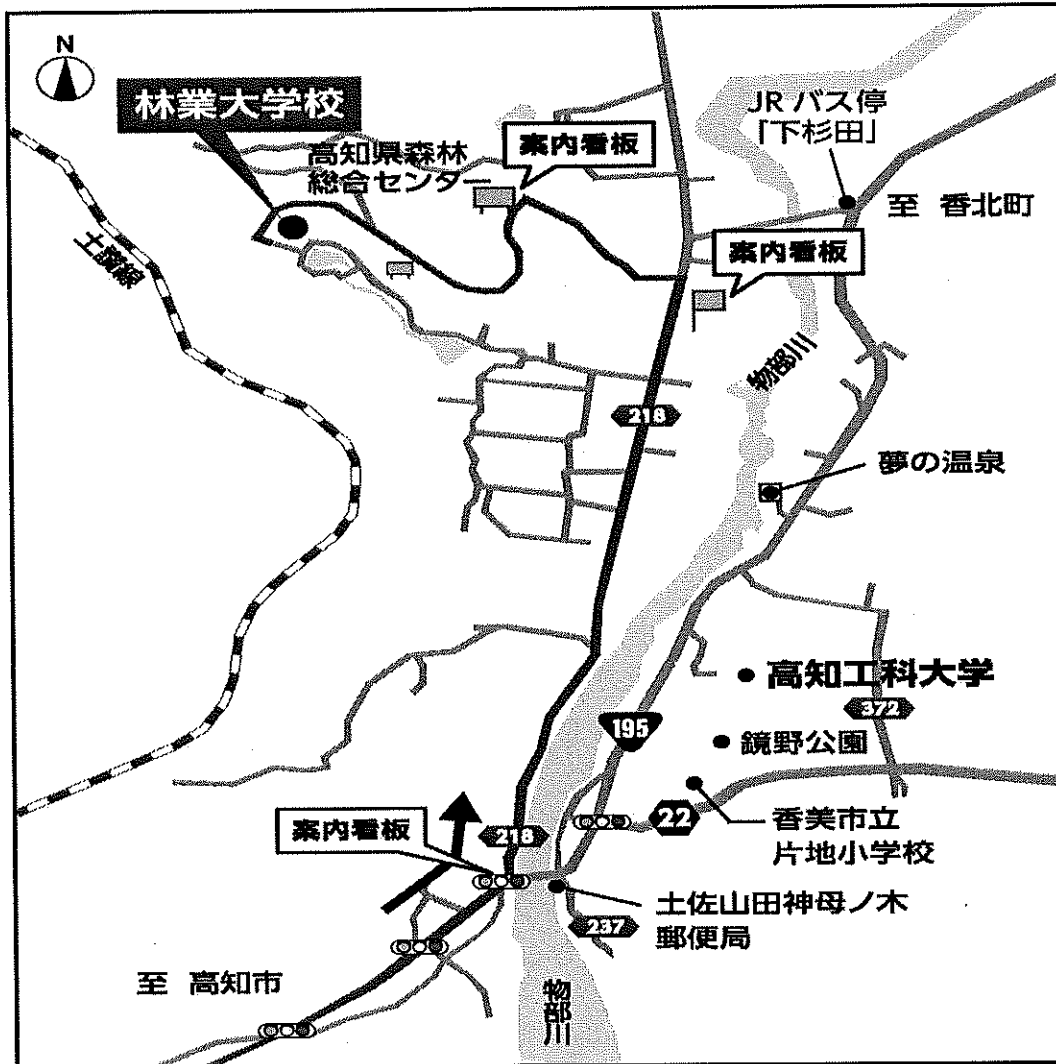 N
林業大学校
高知県森林
総合センター
案内看板
JR バス停
「下杉田」
至 香北町
案内看板
土讃線
物部川
218
夢の温泉
高知工科大学
372
195
鏡野公園
22
香美市立
片地小学校
案内看板
218
土佐山田神母ノ木
郵便局
237
至 高知市
物部川